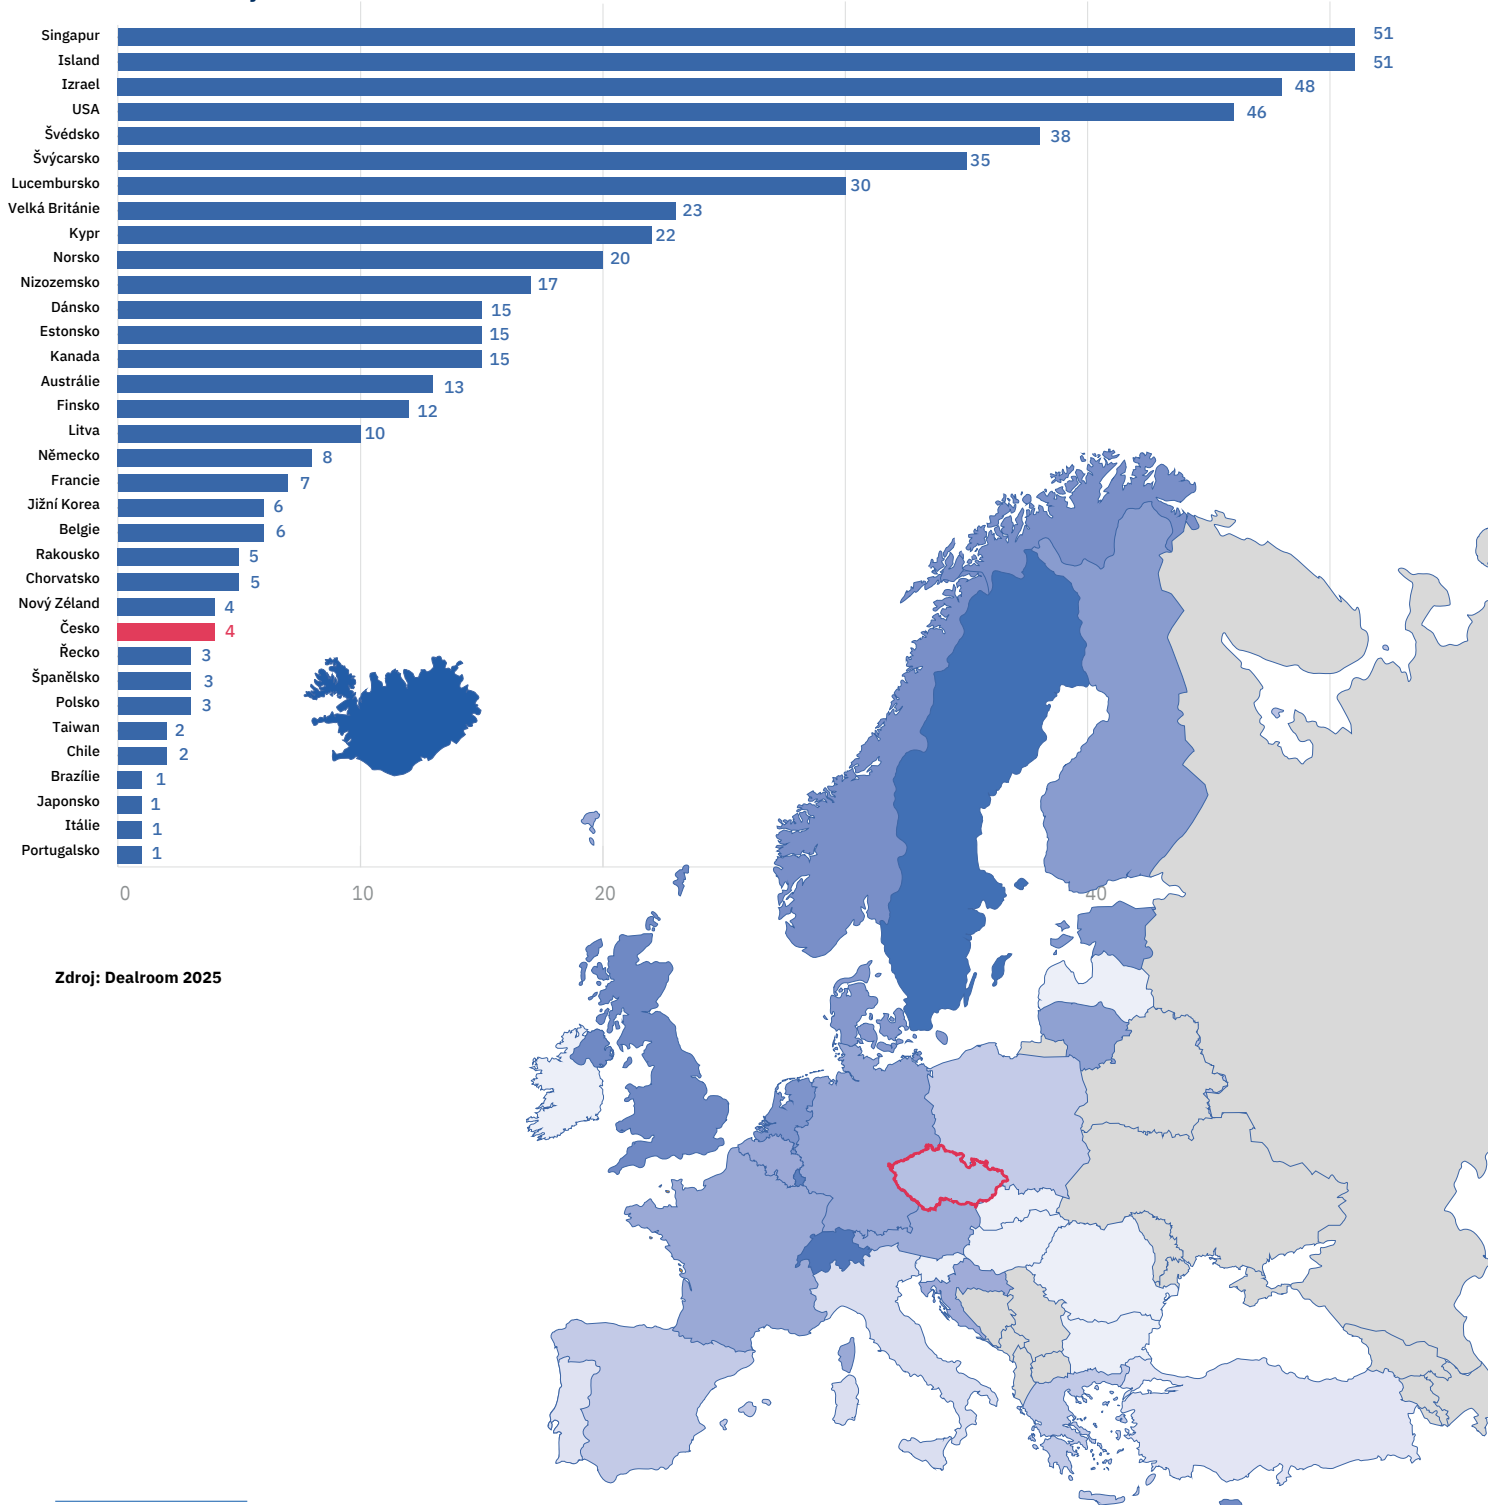 Singapur 51
Island 51
Izrael 48
USA 46
Švédsko 38
Švýcarsko 35
Lucembursko 30
Velká Británie 23
Kypr 22
Norsko 20
Nizozemsko 17
Dánsko 15
Estonsko 15
Kanada 15
Austrálie 13
Finsko 12
Litva 10
Německo 8
Francie 7
Jižní Korea 6
Belgie 6
Rakousko 5
Chorvatsko 5
Nový Zéland 4
Česko 4
Řecko 3
Španělsko 3
Polsko 3
Taiwan 2
Chile 2
Brazílie 1
Japonsko 1
Itálie 1
Portugalsko 1
0 10 20 40
Zdroj: Dealroom 2025